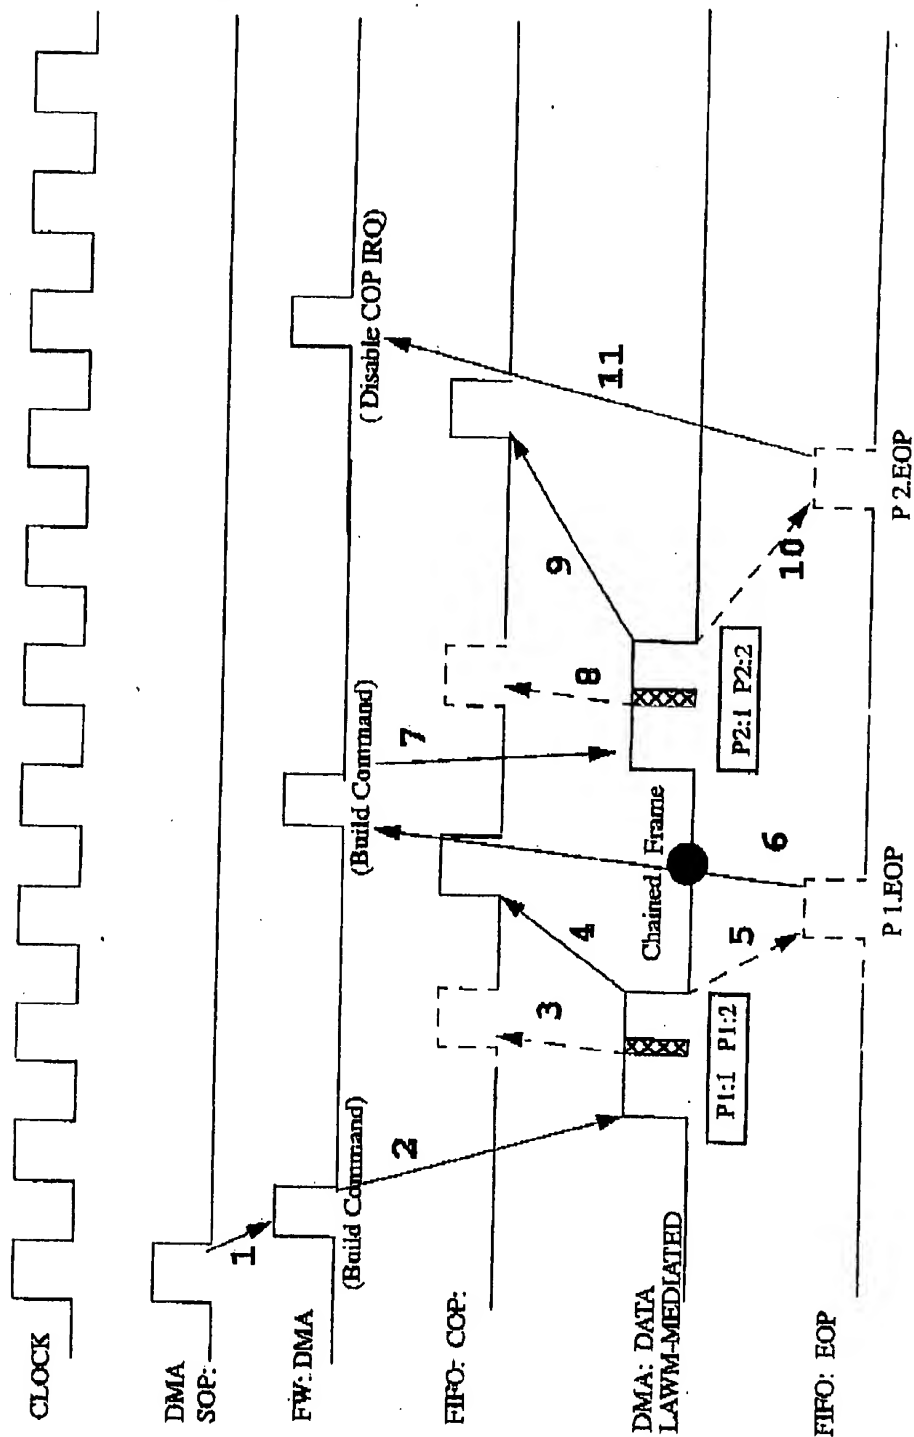 CLOCK
DMA
SOP:
1
FW: DMA
(Build Command)
2
(Build Command)
7
(Disable COP IRQ)
FIFO: COP:
3
4
8
9
11
DMA: DATA
LAWM-MEDIATED
Chained Frame
P1:1 P1:2
5
6
P2:1 P2:2
10
FIFO: EOP
P1.EOP
P2.EOP